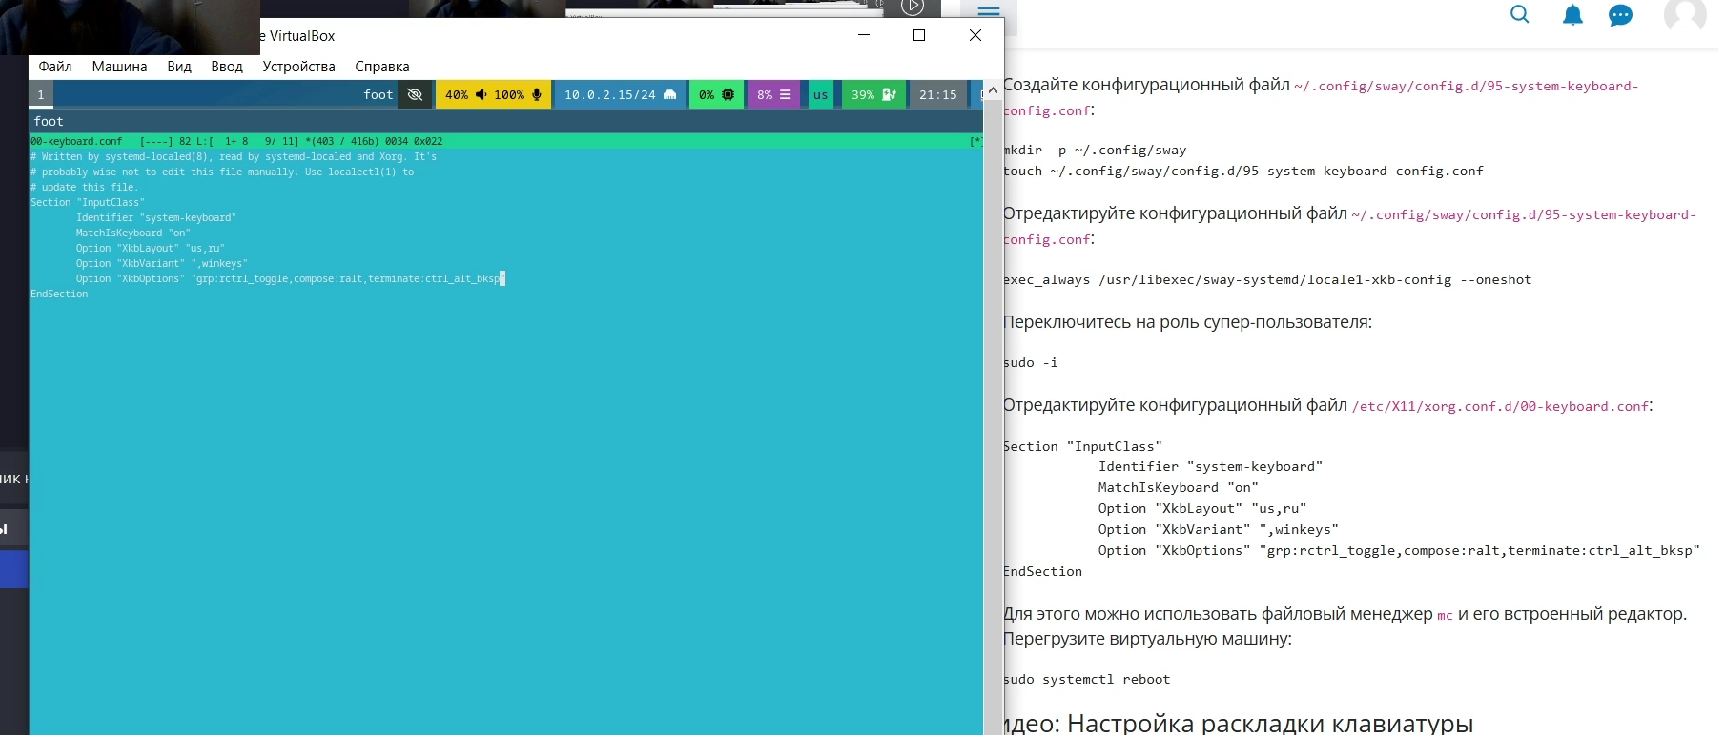 е VirtualBox
Файл Машина Вид Ввод Устройства Справка
1 foot 40% 100% 10.0.2.15/24 0% 8% us 39% 21:15
foot
00-keyboard.conf [----] 82 L:[ 1+ 8 9/ 11] *(403 / 416b) 0034 0x022 [*]
# Written by systemd-localed(8), read by systemd-localed and Xorg. It's
# probably wise not to edit this file manually. Use localectl(1) to
# update this file.
Section "InputClass"
Identifier "system-keyboard"
MatchIsKeyboard "on"
Option "XkbLayout" "us,ru"
Option "XkbVariant" ",winkeys"
Option "XkbOptions" "grp:rctrl_toggle,compose:ralt,terminate:ctrl_alt_bksp"
EndSection
Создайте конфигурационный файл ~/.config/sway/config.d/95-system-keyboard-
config.conf:
mkdir -p ~/.config/sway
touch ~/.config/sway/config.d/95-system-keyboard-config.conf
Отредактируйте конфигурационный файл ~/.config/sway/config.d/95-system-keyboard-
config.conf:
exec_always /usr/libexec/sway-systemd/locale1-xkb-config --oneshot
Переключитесь на роль супер-пользователя:
sudo -i
Отредактируйте конфигурационный файл /etc/X11/xorg.conf.d/00-keyboard.conf:
Section "InputClass"
Identifier "system-keyboard"
MatchIsKeyboard "on"
Option "XkbLayout" "us,ru"
Option "XkbVariant" ",winkeys"
Option "XkbOptions" "grp:rctrl_toggle,compose:ralt,terminate:ctrl_alt_bksp"
EndSection
Для этого можно использовать файловый менеджер mc и его встроенный редактор.
Перегрузите виртуальную машину:
sudo systemctl reboot
идео: Настройка раскладки клавиатуры